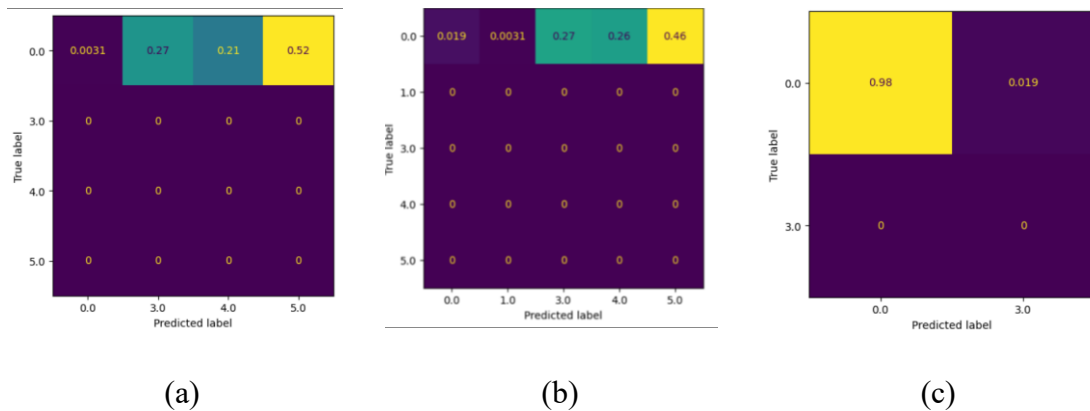 0.0 0.0031 0.27 0.21 0.52
3.0 0 0 0 0
4.0 0 0 0 0
5.0 0 0 0 0
0.0 3.0 4.0 5.0
True label
Predicted label
(a)
0.0 0.019 0.0031 0.27 0.26 0.46
1.0 0 0 0 0 0
3.0 0 0 0 0 0
4.0 0 0 0 0 0
5.0 0 0 0 0 0
0.0 1.0 3.0 4.0 5.0
True label
Predicted label
(b)
0.0 0.98 0.019
3.0 0 0
0.0 3.0
True label
Predicted label
(c)